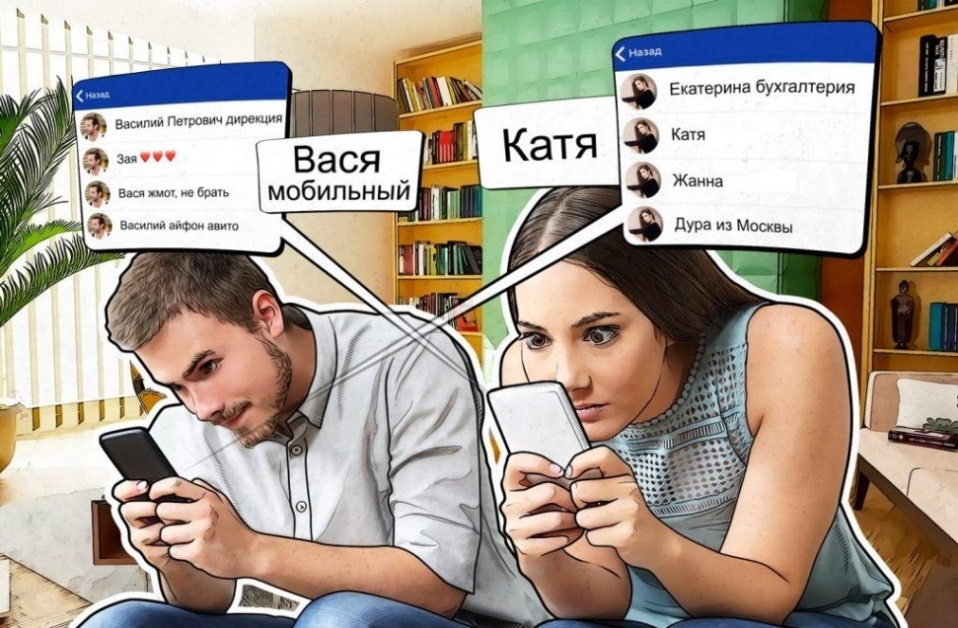 Назад
Василий Петрович дирекция
Зая ❤❤❤
Вася жмот, не брать
Василий айфон авито
Вася
мобильный
Катя
Назад
Екатерина бухгалтерия
Катя
Жанна
Дура из Москвы